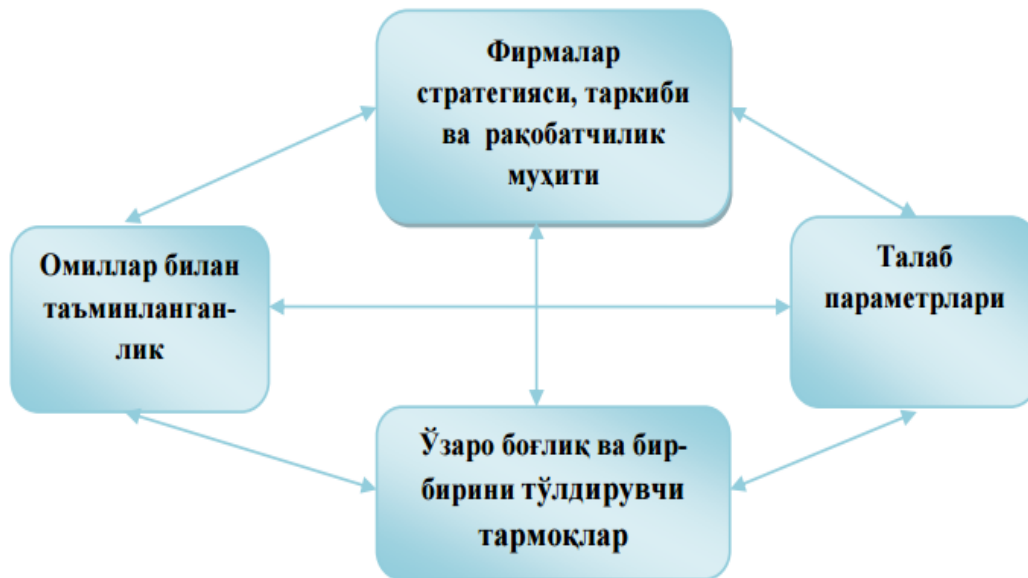 Фирмалар
стратегияси, таркиби
ва рақобатчилик
муҳити
Омиллар билан
таъминланган-
лик
Талаб
параметрлари
Ўзаро боғлиқ ва бир-
бирини тўлдирувчи
тармоқлар